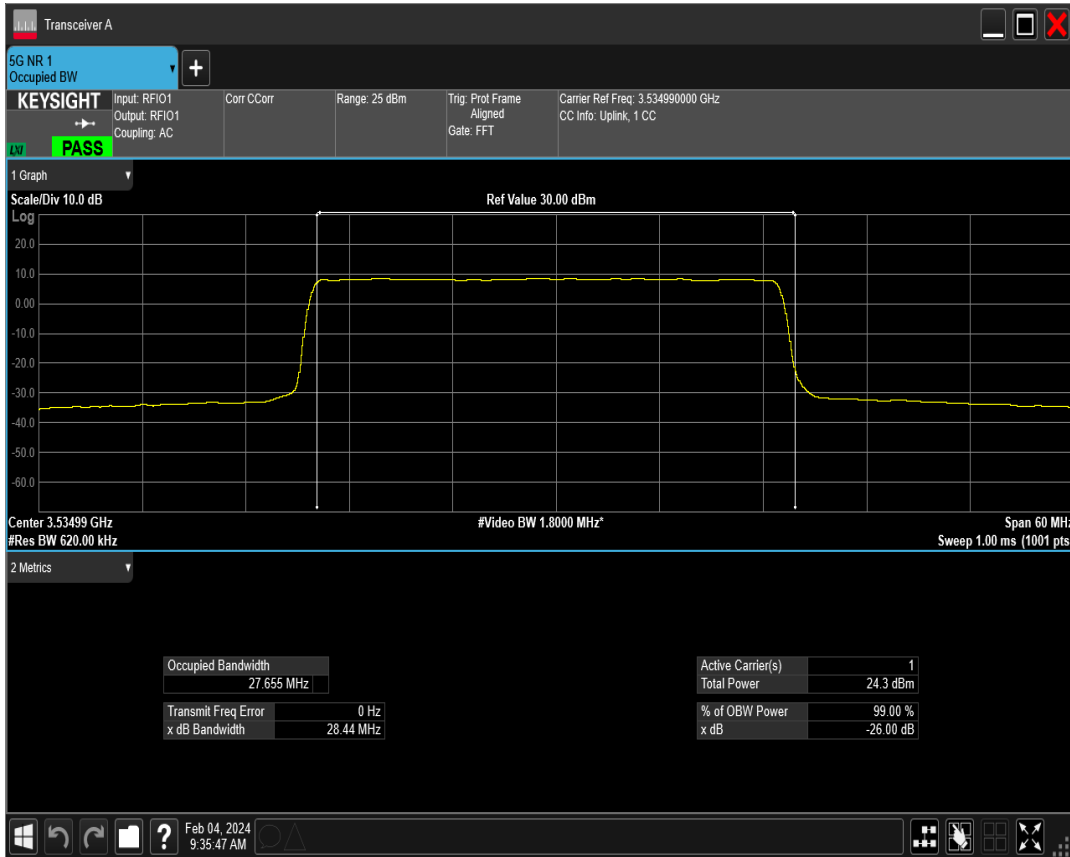 Transceiver A
5G NR 1
Occupied BW
+
KEYSIGHT
LXI
PASS
Input: RFIO1
Output: RFIO1
Coupling: AC
Corr CCorr
Range: 25 dBm
Trig: Prot Frame
Aligned
Gate: FFT
Carrier Ref Freq: 3.534990000 GHz
CC Info: Uplink, 1 CC
1 Graph
Scale/Div 10.0 dB
Ref Value 30.00 dBm
Log
20.0
10.0
0.00
-10.0
-20.0
-30.0
-40.0
-50.0
-60.0
Center 3.53499 GHz
#Video BW 1.8000 MHz*
Span 60 MHz
#Res BW 620.00 kHz
Sweep 1.00 ms (1001 pts
2 Metrics
Occupied Bandwidth
27.655 MHz
Transmit Freq Error 0 Hz
x dB Bandwidth 28.44 MHz
Active Carrier(s) 1
Total Power 24.3 dBm
% of OBW Power 99.00 %
x dB -26.00 dB
?
Feb 04, 2024
9:35:47 AM